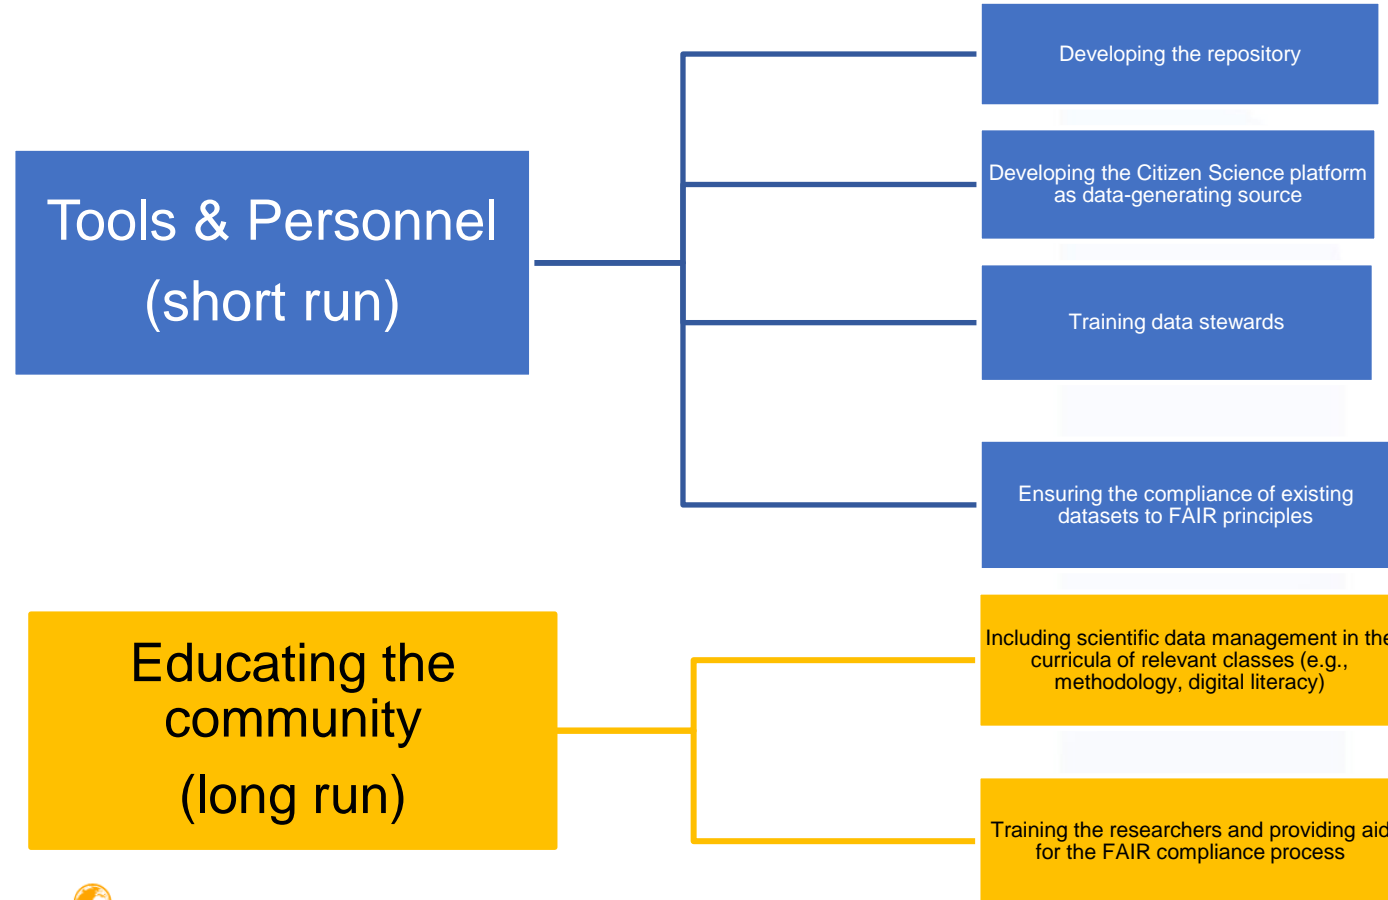 Developing the repository
Developing the Citizen Science platform
as data-generating source
Tools & Personnel
(short run)
Training data stewards
Ensuring the compliance of existing
datasets to FAIR principles
Including scientific data management in the
curricula of relevant classes (e.g.,
methodology, digital literacy)
Educating the
community
(long run)
Training the researchers and providing aid
for the FAIR compliance process